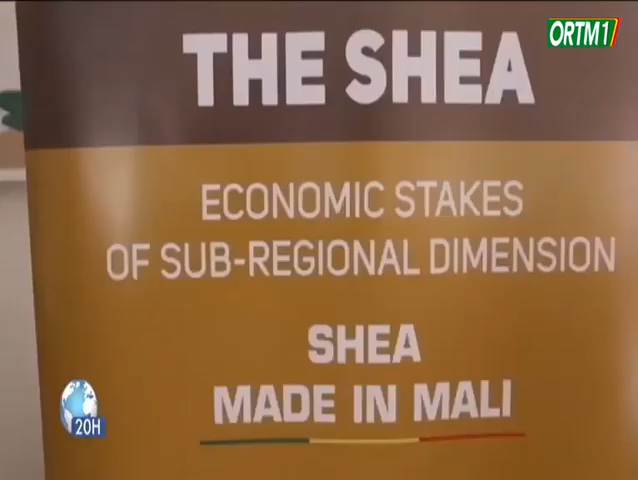 ORTM1
THE SHEA
ECONOMIC STAKES
OF SUB-REGIONAL DIMENSION
SHEA
MADE IN MALI
20H